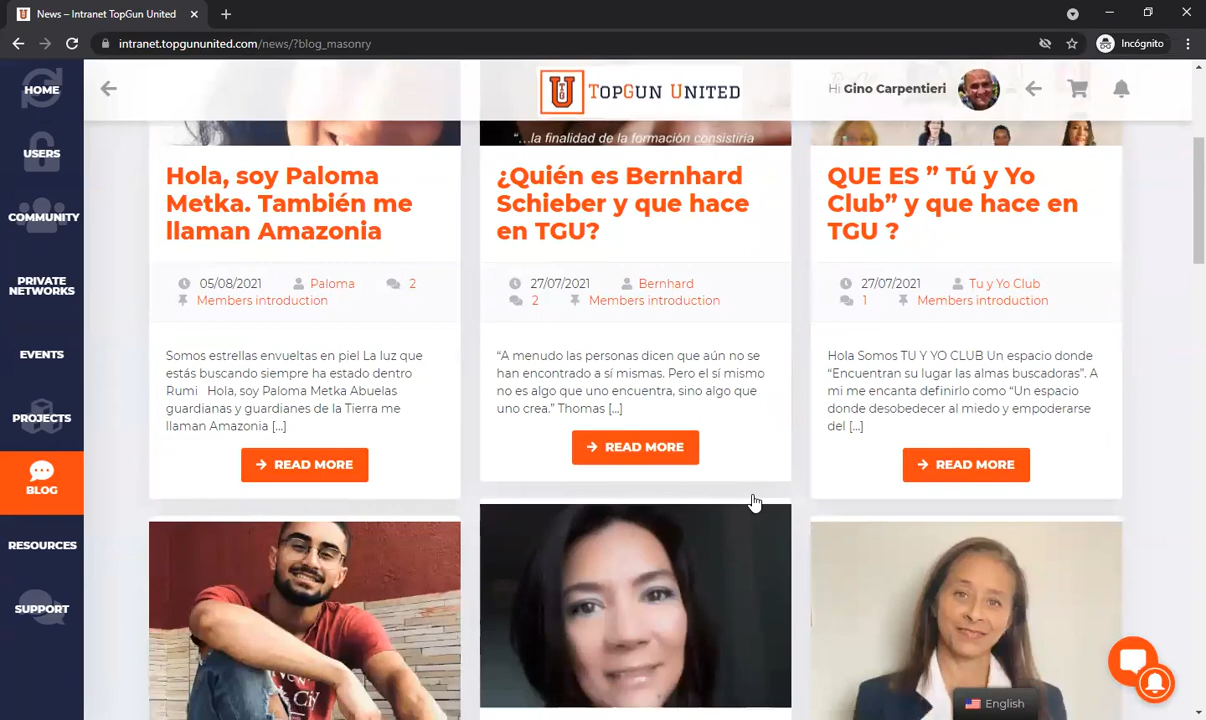 News – Intranet TopGun United
intranet.topgununited.com/news/?blog_masonry
Incógnito
HOME
USERS
COMMUNITY
PRIVATE
NETWORKS
EVENTS
PROJECTS
BLOG
RESOURCES
SUPPORT
TOPGUN UNITED
Hi Gino Carpentieri
"...la finalidad de la formación consistiría
Hola, soy Paloma
Metka. También me
llaman Amazonia
05/08/2021 Paloma 2
Members introduction
Somos estrellas envueltas en piel La luz que
estás buscando siempre ha estado dentro
Rumi Hola, soy Paloma Metka Abuelas
guardianas y guardianes de la Tierra me
llaman Amazonia [...]
READ MORE
¿Quién es Bernhard
Schieber y que hace
en TGU?
27/07/2021 Bernhard
2 Members introduction
“A menudo las personas dicen que aún no se
han encontrado a sí mismas. Pero el sí mismo
no es algo que uno encuentra, sino algo que
uno crea.” Thomas [...]
READ MORE
QUE ES ” Tú y Yo
Club” y que hace en
TGU ?
27/07/2021 Tu y Yo Club
1 Members introduction
Hola Somos TU Y YO CLUB Un espacio donde
“Encuentran su lugar las almas buscadoras”. A
mi me encanta definirlo como “Un espacio
donde desobedecer al miedo y empoderarse
del [...]
READ MORE
English